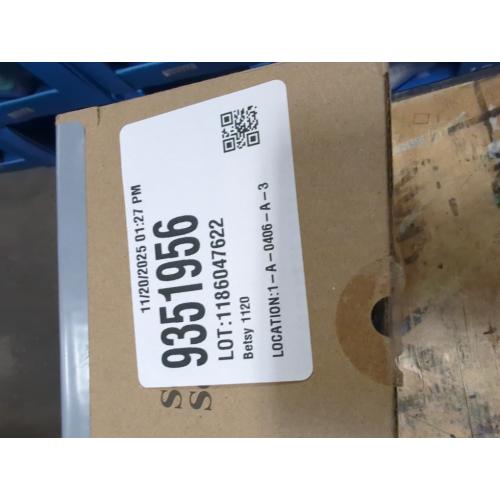 11/20/2025 01:27 PM
9351956
LOT:1186047622
Betsy 1120
LOCATION:1-A-0406-A-3